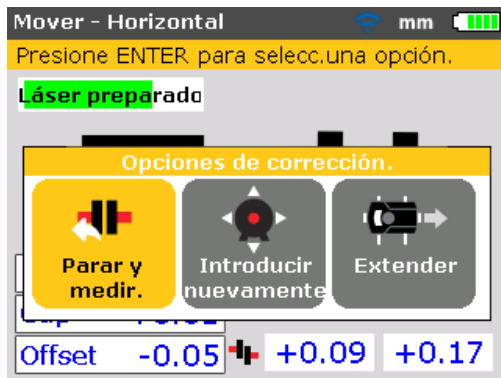 Mover - Horizontal mm
Presione ENTER para selecc.una opción.
Láser preparado
Opciones de corrección.
Parar y
medir.
Introducir
nuevamente
Extender
Offset -0.05 +0.09 +0.17